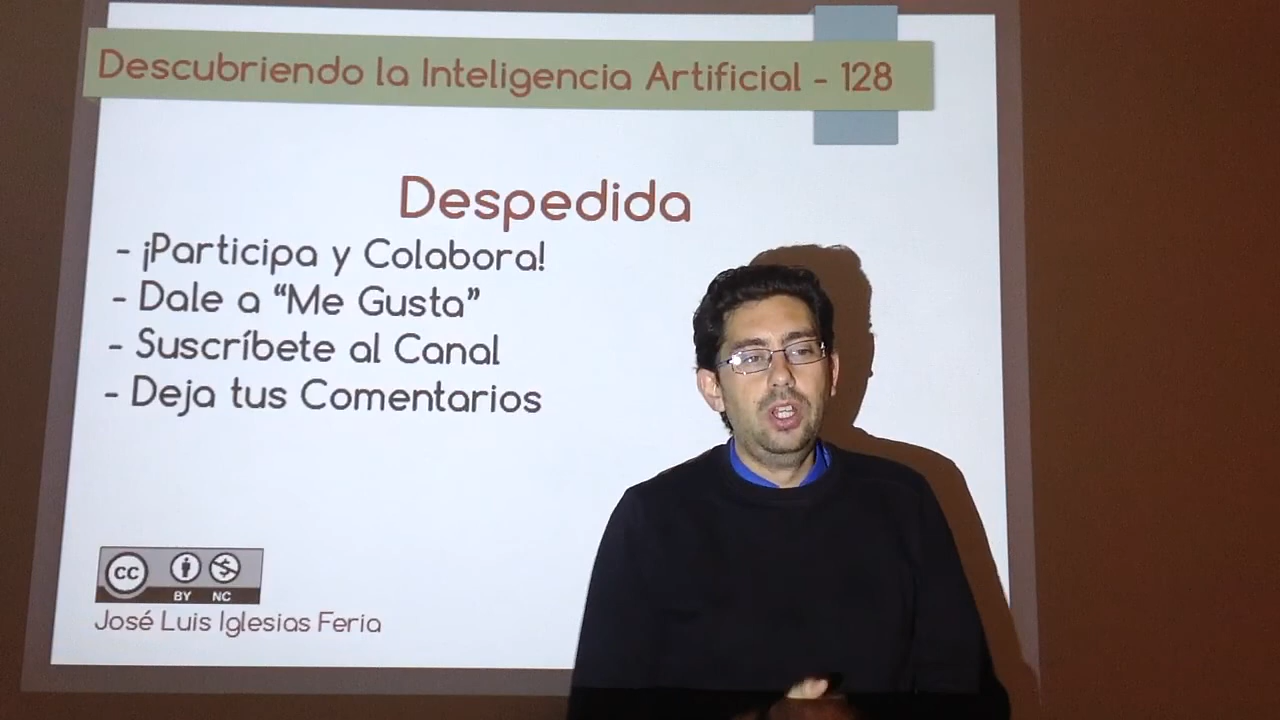 Descubriendo la Inteligencia Artificial - 128
Despedida
- ¡Participa y Colabora!
- Dale a “Me Gusta”
- Suscríbete al Canal
- Deja tus Comentarios
cc
BY NC
José Luis Iglesias Feria